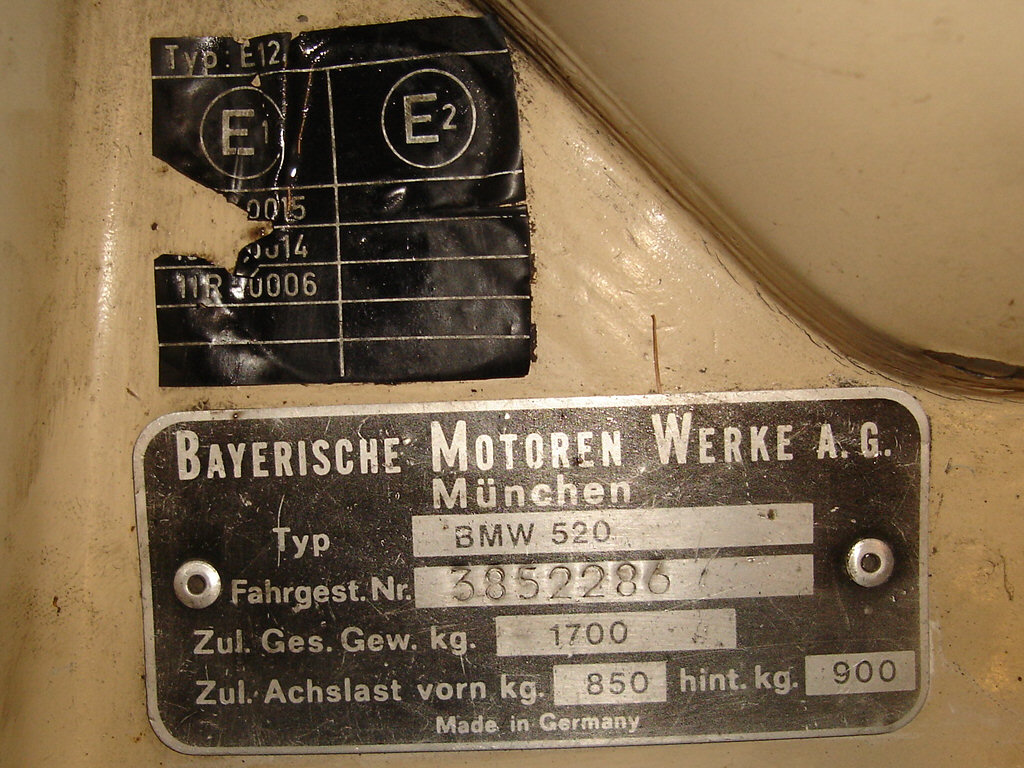 Typ: E12
E1 E2
0015
0014
11R 0006
BAYERISCHE MOTOREN WERKE A.G.
München
Typ BMW 520
Fahrgest. Nr. 3852286
Zul. Ges. Gew. kg. 1700
Zul. Achslast vorn kg. 850 hint. kg. 900
Made in Germany